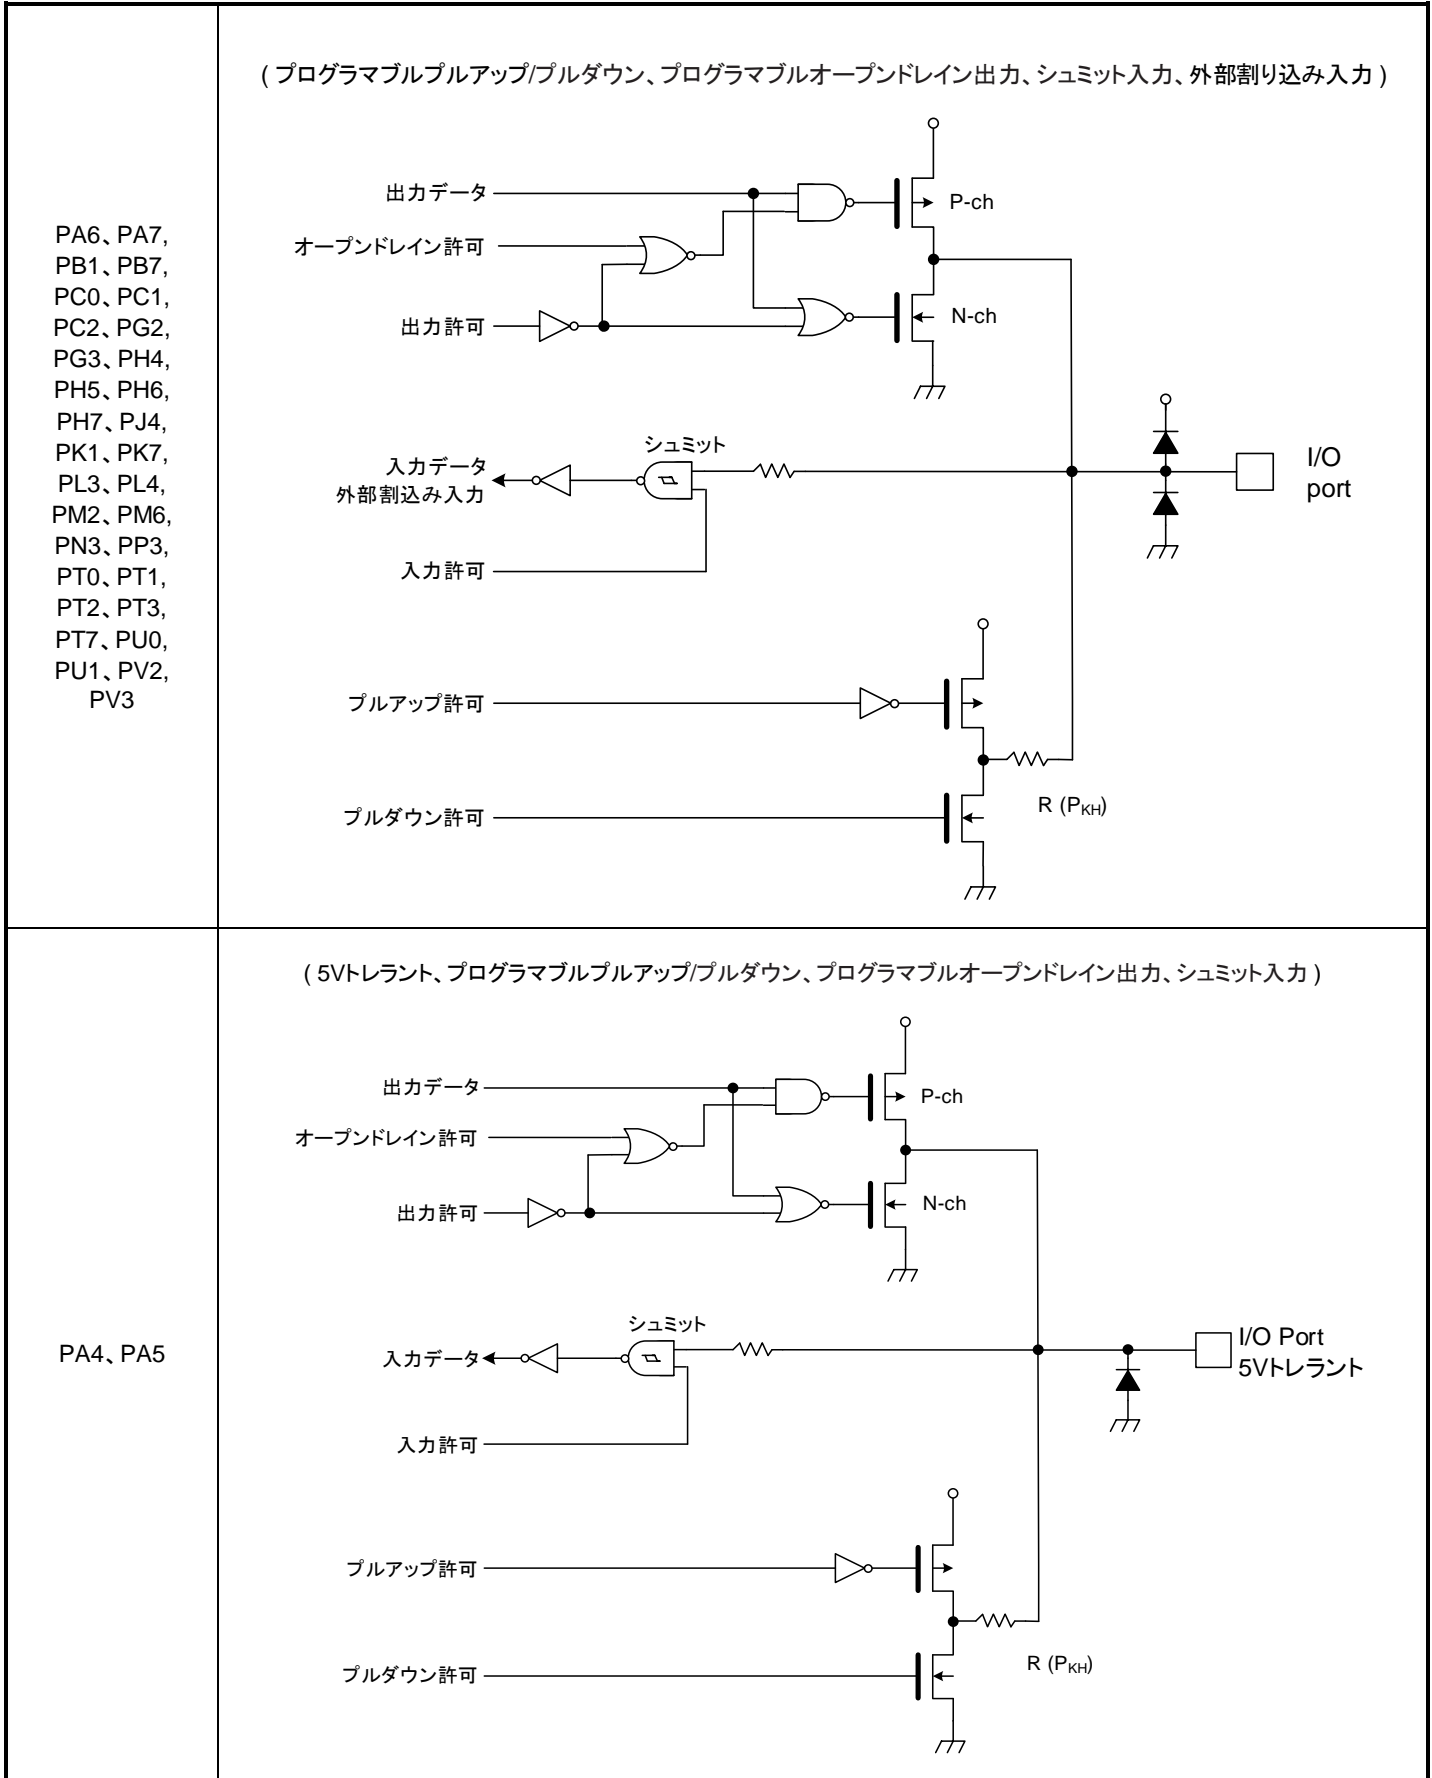 ( プログラマブルプルアップ/プルダウン、プログラマブルオープンドレイン出力、シュミット入力、外部割り込み入力 )
PA6、PA7,
PB1、PB7,
PC0、PC1,
PC2、PG2,
PG3、PH4,
PH5、PH6,
PH7、PJ4,
PK1、PK7,
PL3、PL4,
PM2、PM6,
PN3、PP3,
PT0、PT1,
PT2、PT3,
PT7、PU0,
PU1、PV2,
PV3
出力データ
P-ch
オープンドレイン許可
出力許可
N-ch
シュミット
入力データ
外部割込み入力
I/O
port
入力許可
プルアップ許可
プルダウン許可
R (PKH)
( 5Vトレラント、プログラマブルプルアップ/プルダウン、プログラマブルオープンドレイン出力、シュミット入力 )
PA4、PA5
出力データ
P-ch
オープンドレイン許可
出力許可
N-ch
シュミット
入力データ
I/O Port
5Vトレラント
入力許可
プルアップ許可
プルダウン許可
R (PKH)